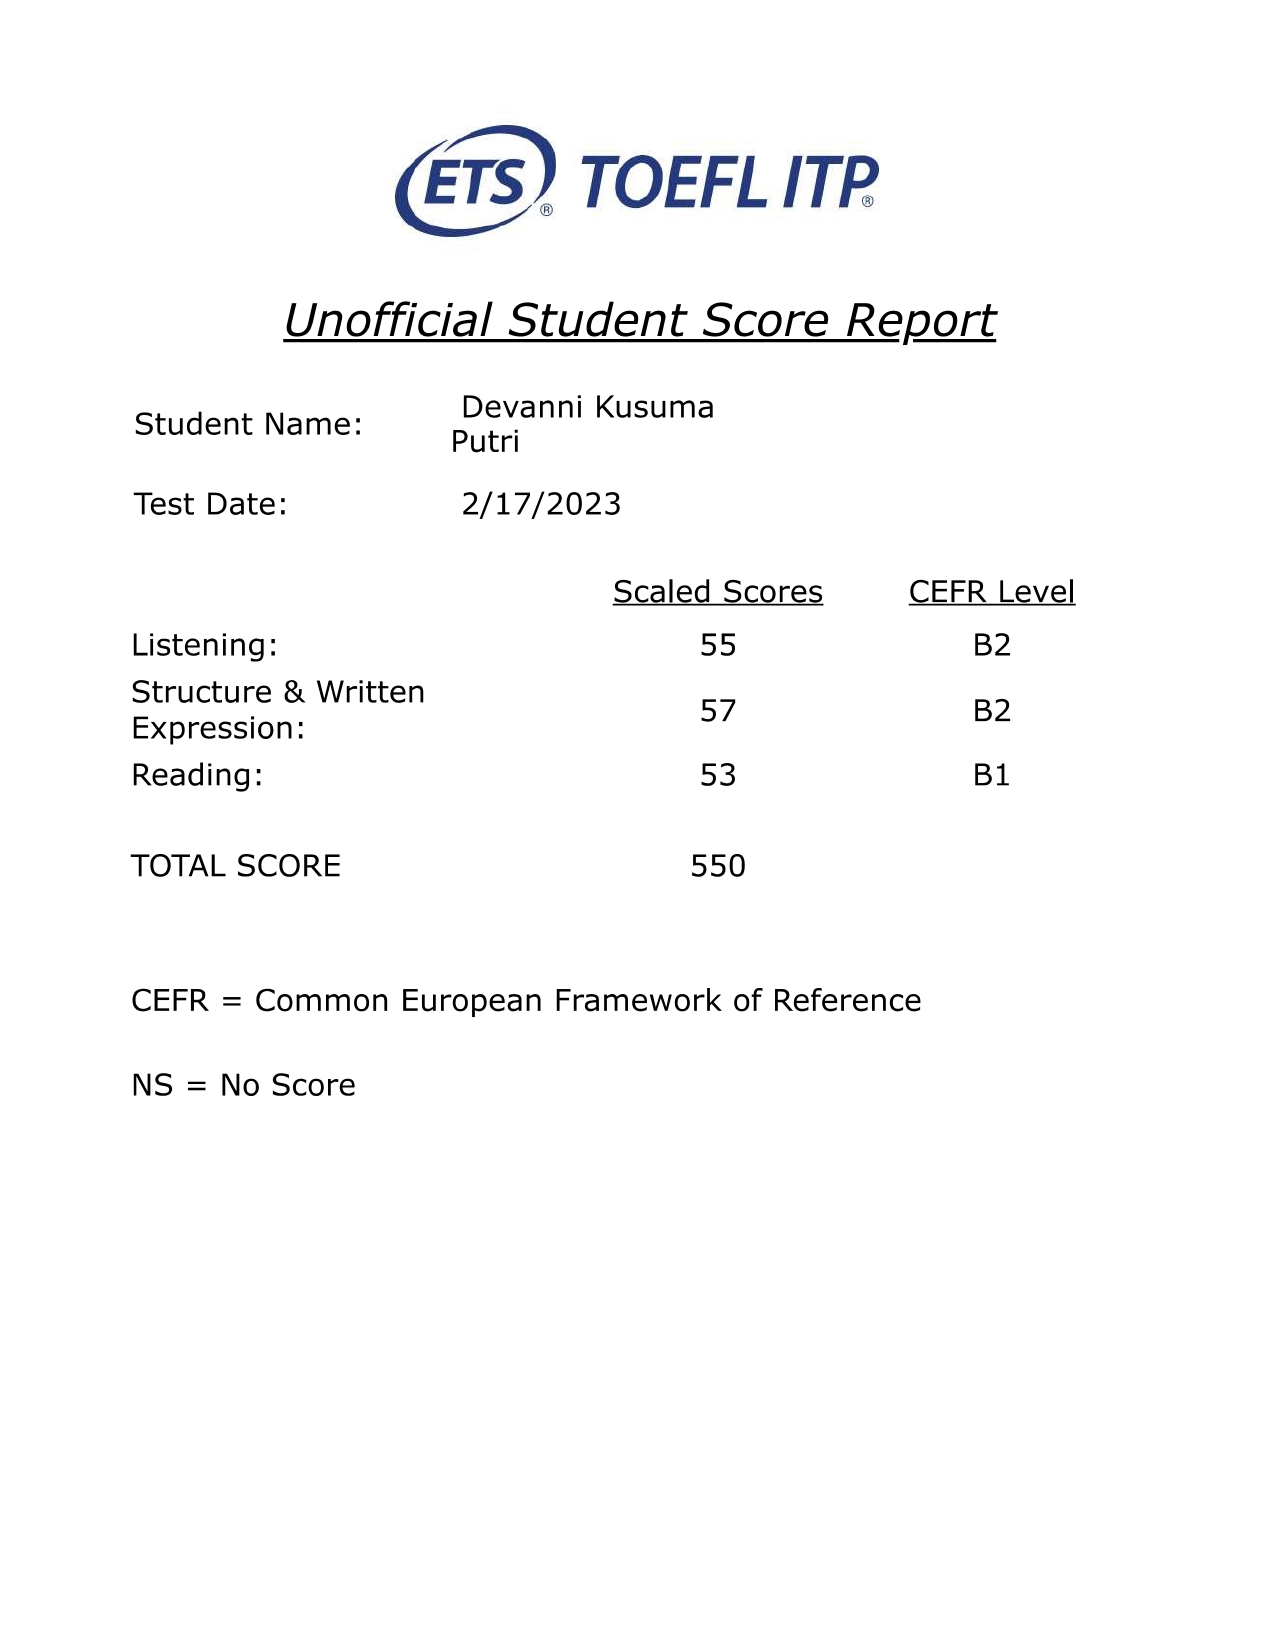 ETS® TOEFL ITP®
Unofficial Student Score Report
Student Name: Devanni Kusuma
Putri
Test Date: 2/17/2023
Scaled Scores CEFR Level
Listening: 55 B2
Structure & Written
Expression: 57 B2
Reading: 53 B1
TOTAL SCORE 550
CEFR = Common European Framework of Reference
NS = No Score